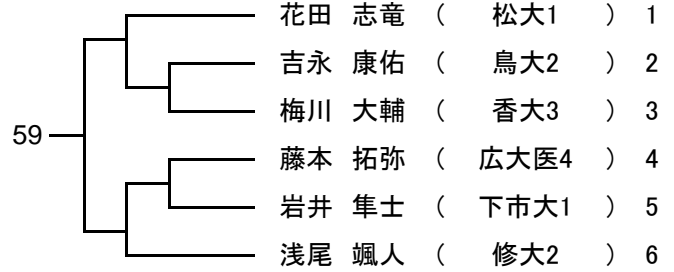 花田 志竜 ( 松大1 ) 1
吉永 康佑 ( 鳥大2 ) 2
梅川 大輔 ( 香大3 ) 3
59
藤本 拓弥 ( 広大医4 ) 4
岩井 隼士 ( 下市大1 ) 5
浅尾 颯人 ( 修大2 ) 6